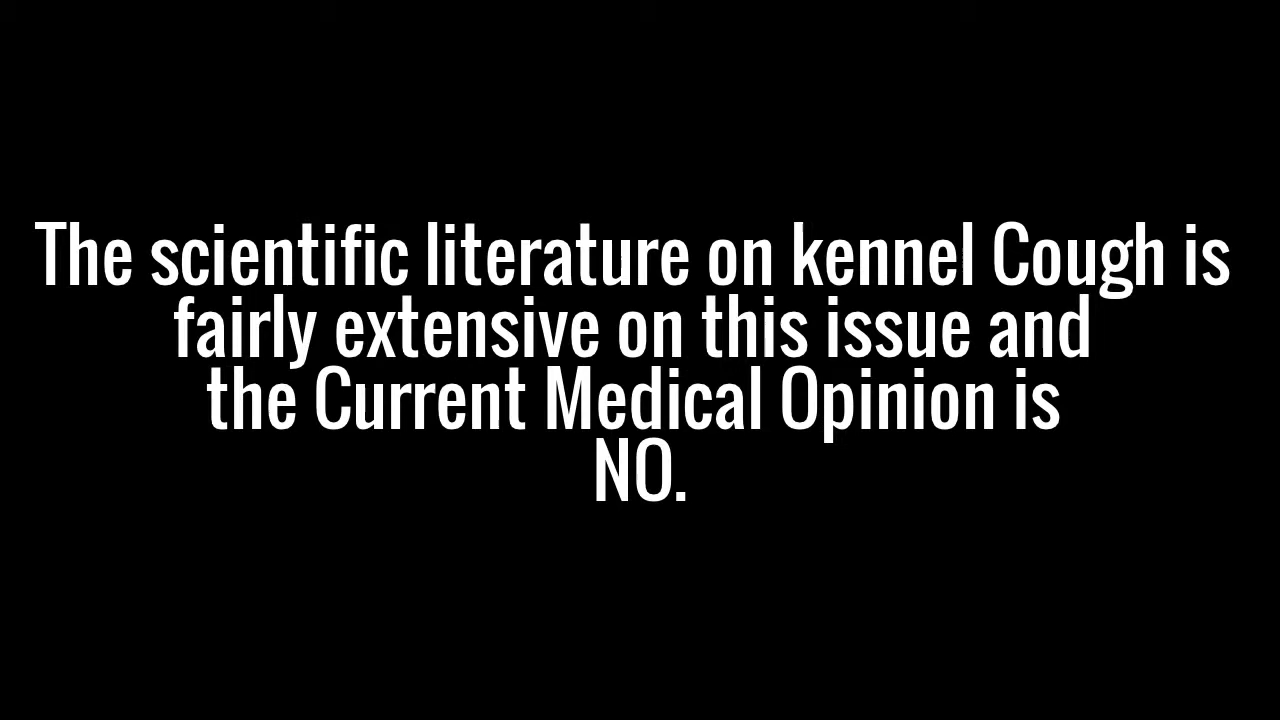 The scientific literature on kennel Cough is
fairly extensive on this issue and
the Current Medical Opinion is
NO.